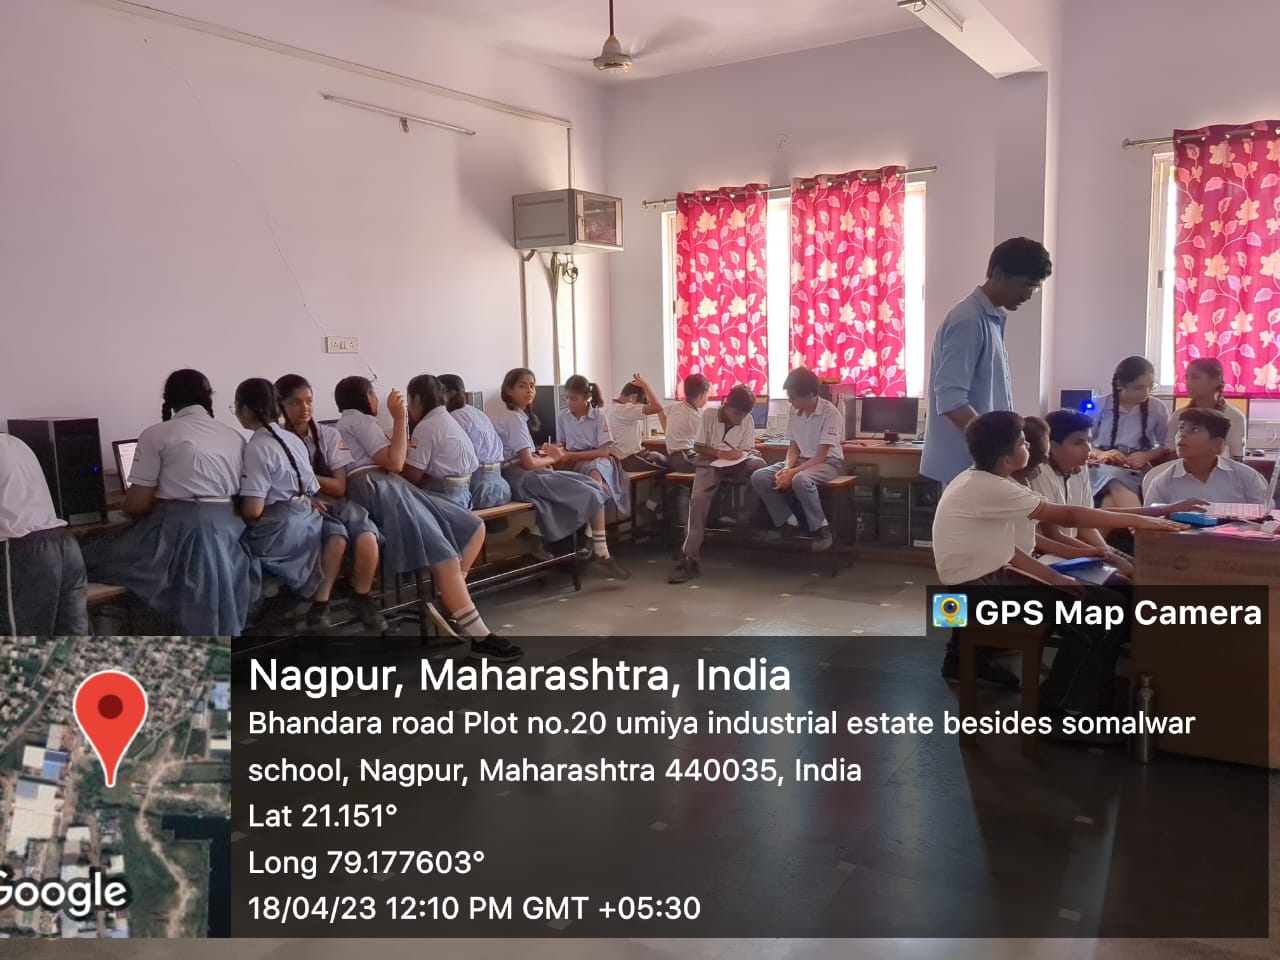 GPS Map Camera
Nagpur, Maharashtra, India
Bhandara road Plot no.20 umiya industrial estate besides somalwar
school, Nagpur, Maharashtra 440035, India
Lat 21.151°
Long 79.177603°
18/04/23 12:10 PM GMT +05:30
Google